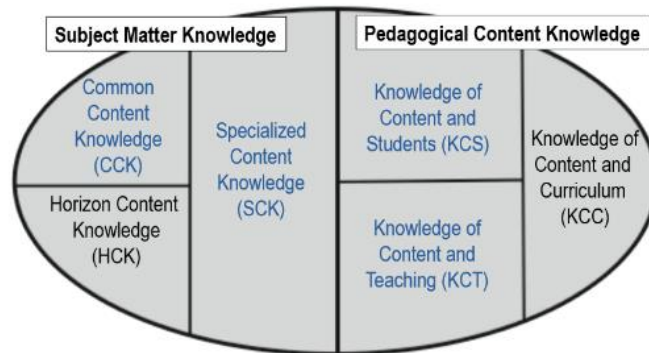 Subject Matter Knowledge
Pedagogical Content Knowledge
Common
Content
Knowledge
(CCK)
Horizon Content
Knowledge
(HCK)
Specialized
Content
Knowledge
(SCK)
Knowledge of
Content and
Students (KCS)
Knowledge of
Content and
Teaching (KCT)
Knowledge of
Content and
Curriculum
(KCC)